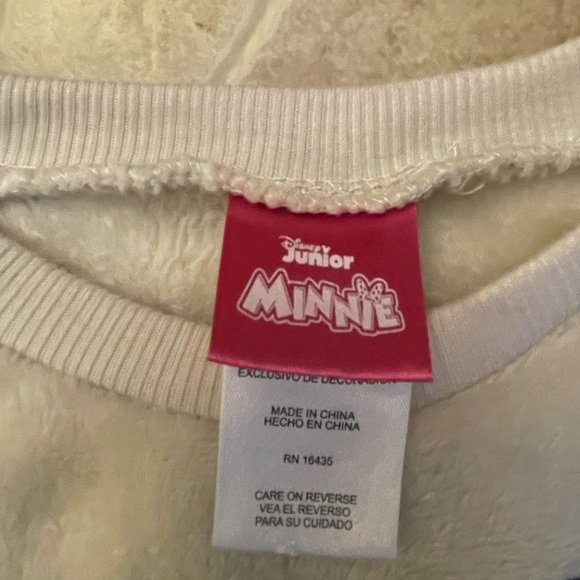 Disney
Junior
MINNIE
EXCLUSIVO DE DECORACIÓN
MADE IN CHINA
HECHO EN CHINA
RN 16435
CARE ON REVERSE
VEA EL REVERSO
PARA SU CUIDADO